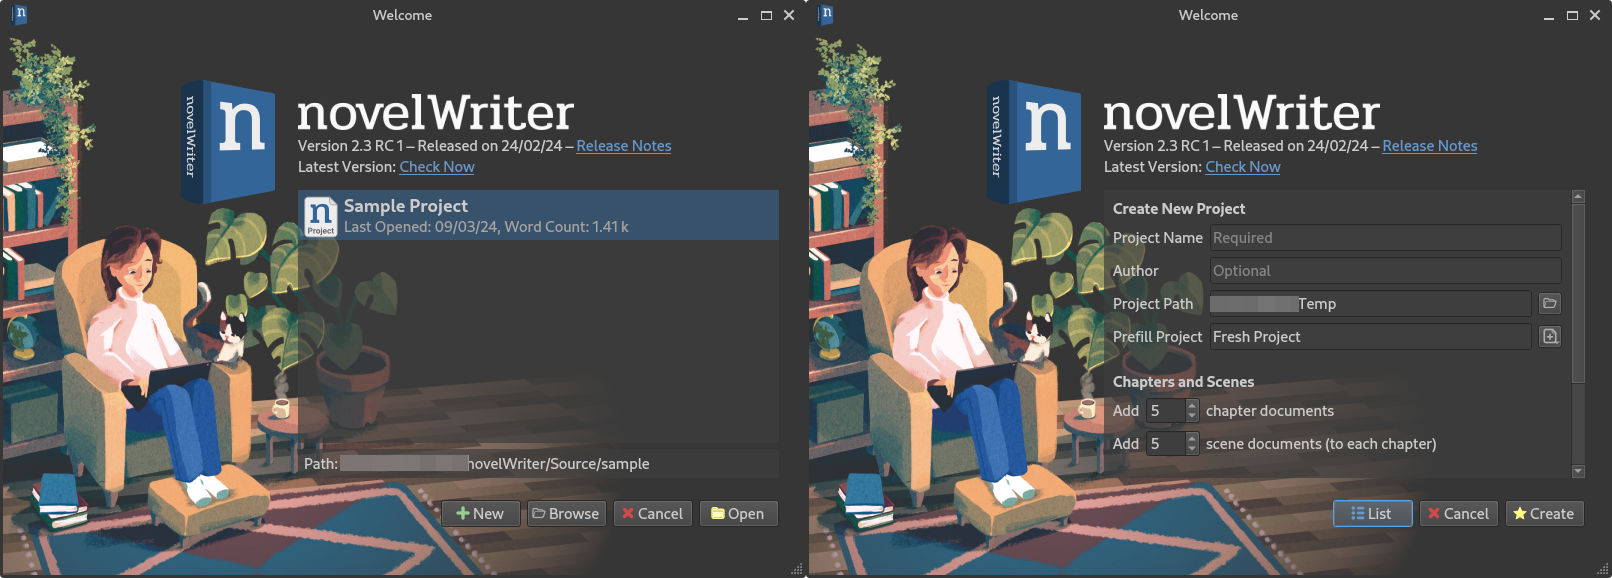 Welcome
n
novelWriter
n
novelWriter
Version 2.3 RC 1 – Released on 24/02/24 – Release Notes
Latest Version: Check Now
n
Project
Sample Project
Last Opened: 09/03/24, Word Count: 1.41 k
Path: novelWriter/Source/sample
New
Browse
Cancel
Open
Welcome
n
novelWriter
n
novelWriter
Version 2.3 RC 1 – Released on 24/02/24 – Release Notes
Latest Version: Check Now
Create New Project
Project Name Required
Author Optional
Project Path Temp
Prefill Project Fresh Project
Chapters and Scenes
Add 5 chapter documents
Add 5 scene documents (to each chapter)
List
Cancel
Create